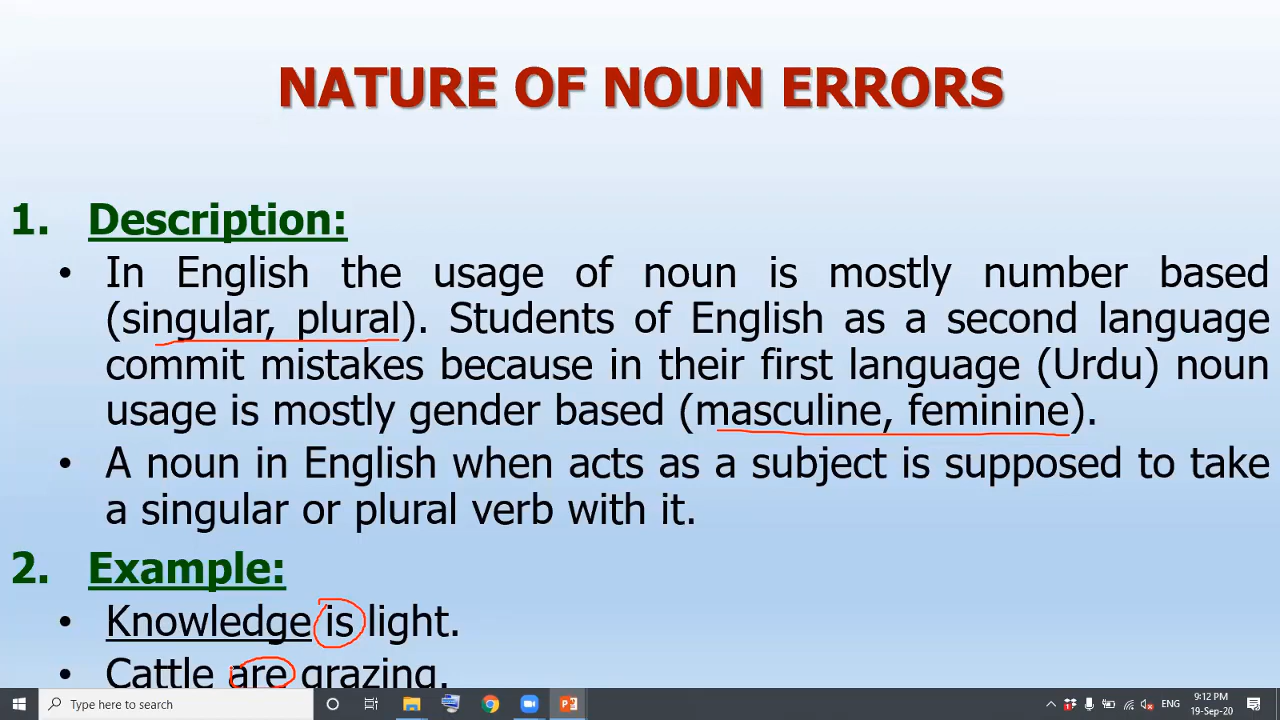 NATURE OF NOUN ERRORS
1. Description:
• In English the usage of noun is mostly number based
(singular, plural). Students of English as a second language
commit mistakes because in their first language (Urdu) noun
usage is mostly gender based (masculine, feminine).
• A noun in English when acts as a subject is supposed to take
a singular or plural verb with it.
2. Example:
• Knowledge is light.
• Cattle are grazing.
Type here to search
ENG
9:12 PM
19-Sep-20